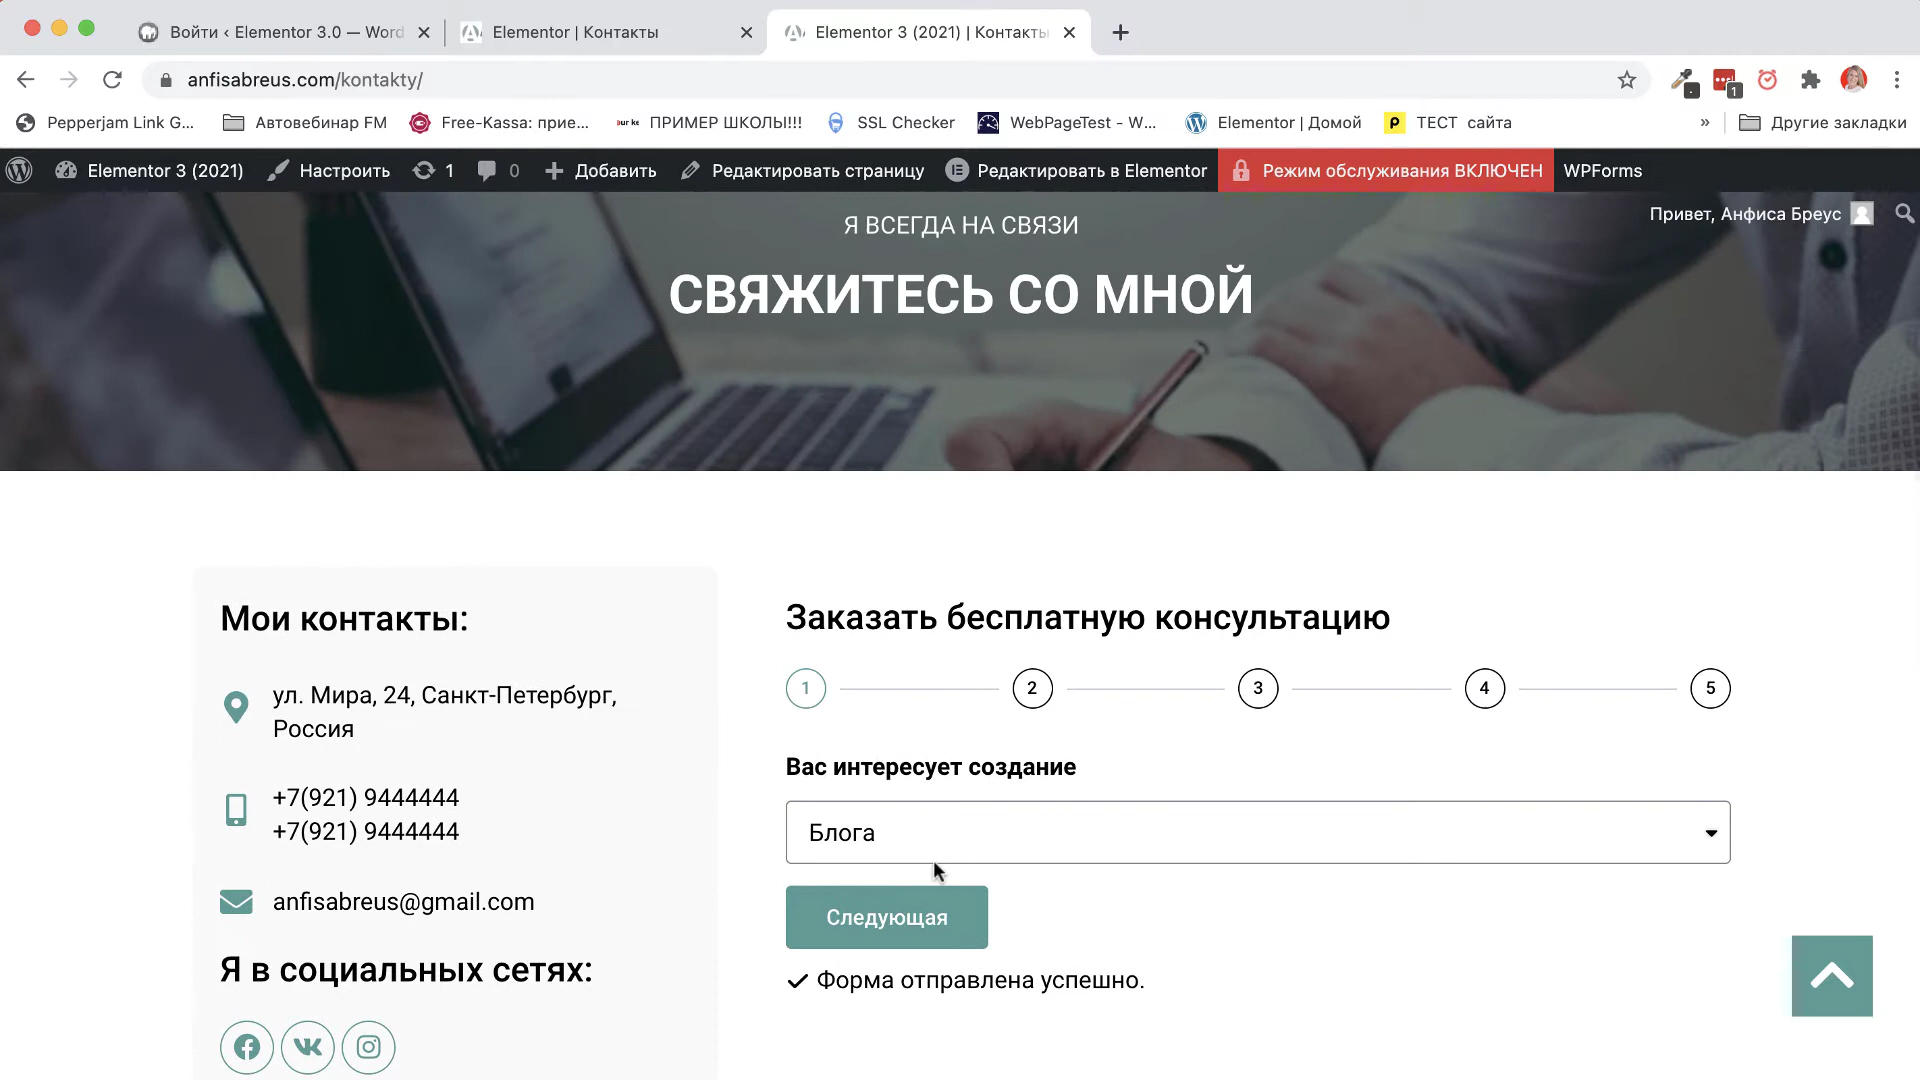 Войти ‹ Elementor 3.0 — Word
Elementor | Контакты
Elementor 3 (2021) | Контакты
anfisabreus.com/kontakty/
1
Pepperjam Link G...
Автовебинар FM
Free-Kassa: прие...
ПРИМЕР ШКОЛЫ!!!
SSL Checker
WebPageTest - W...
Elementor | Домой
ТЕСТ сайта
»
Другие закладки
Elementor 3 (2021)
Настроить
1
0
Добавить
Редактировать страницу
Редактировать в Elementor
Режим обслуживания ВКЛЮЧЕН
WPForms
Привет, Анфиса Бреус
Я ВСЕГДА НА СВЯЗИ
СВЯЖИТЕСЬ СО МНОЙ
Мои контакты:
ул. Мира, 24, Санкт-Петербург,
Россия
+7(921) 9444444
+7(921) 9444444
anfisabreus@gmail.com
Я в социальных сетях:
Заказать бесплатную консультацию
1 2 3 4 5
Вас интересует создание
Блога
Следующая
Форма отправлена успешно.